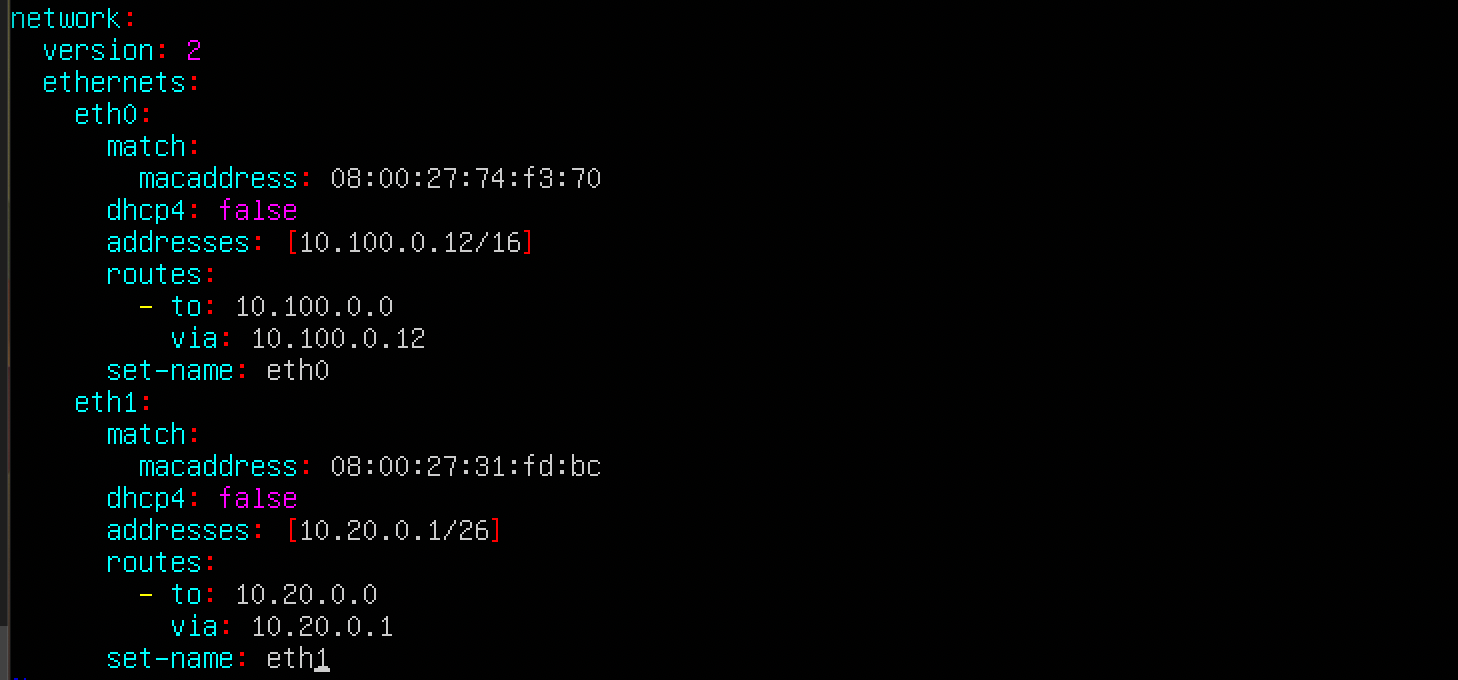 network:
  version: 2
  ethernets:
    eth0:
      match:
        macaddress: 08:00:27:74:f3:70
      dhcp4: false
      addresses: [10.100.0.12/16]
      routes:
        - to: 10.100.0.0
          via: 10.100.0.12
      set-name: eth0
    eth1:
      match:
        macaddress: 08:00:27:31:fd:bc
      dhcp4: false
      addresses: [10.20.0.1/26]
      routes:
        - to: 10.20.0.0
          via: 10.20.0.1
      set-name: eth1